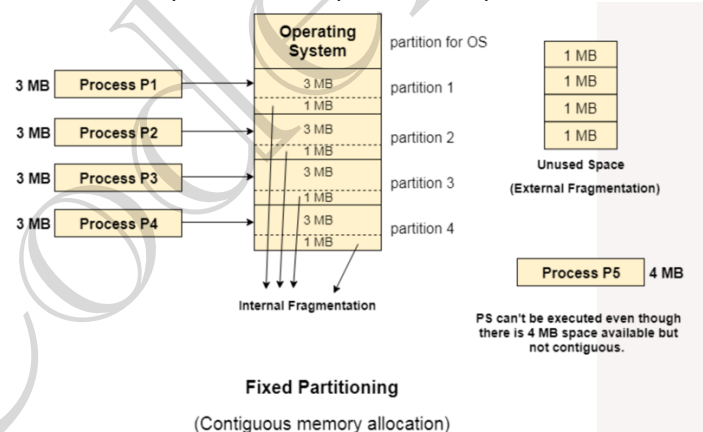 Operating
System
partition for OS
3 MB
Process P1
3 MB
1 MB
partition 1
3 MB
Process P2
3 MB
1 MB
partition 2
3 MB
Process P3
3 MB
1 MB
partition 3
3 MB
Process P4
3 MB
1 MB
partition 4
Internal Fragmentation
1 MB
1 MB
1 MB
1 MB
Unused Space
(External Fragmentation)
Process P5
4 MB
PS can't be executed even though
there is 4 MB space available but
not contiguous.
Fixed Partitioning
(Contiguous memory allocation)